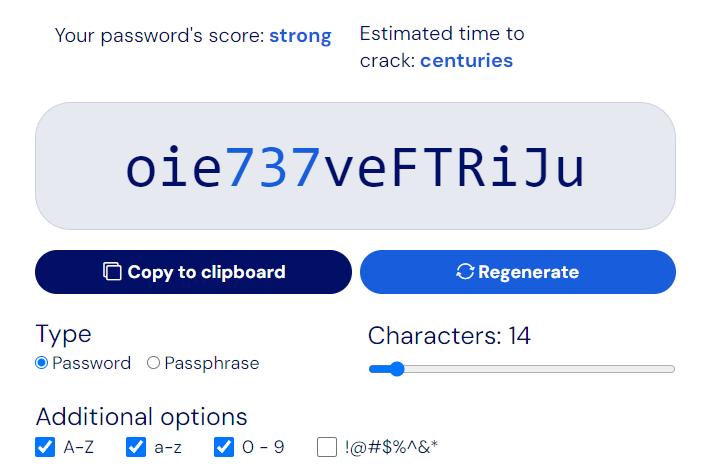 Your password's score: strong
Estimated time to
crack: centuries
oie737veFTRiJu
Copy to clipboard
Regenerate
Type
Password
Passphrase
Characters: 14
Additional options
A-Z
a-z
0 - 9
!@#$%^&*